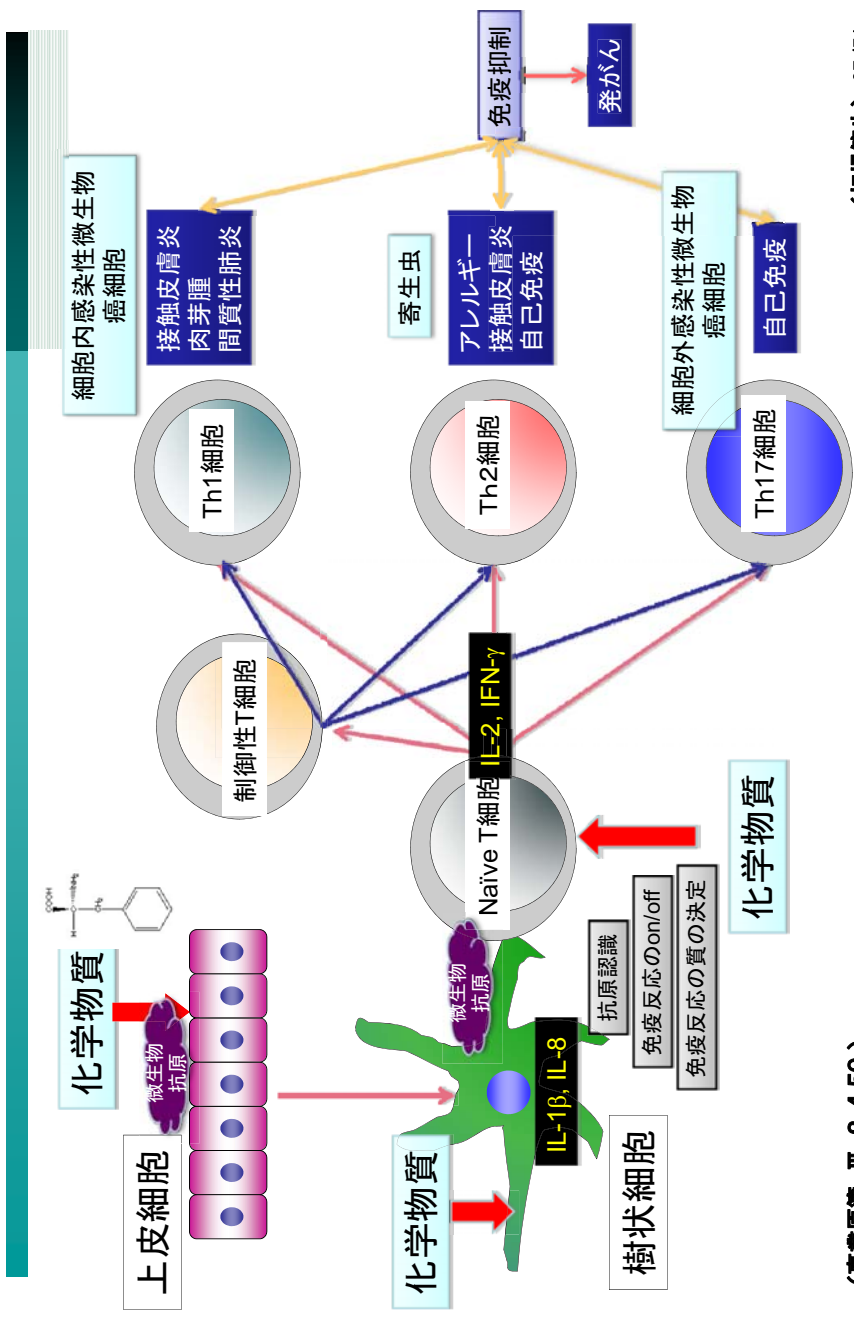 化学物質
COOH
H
C
NH₂
CH₂
微生物
抗原
上皮細胞
化学物質
微生物
抗原
IL-1β, IL-8
樹状細胞
抗原認識
免疫反応のon/off
免疫反応の質の決定
Naïve T細胞
IL-2, IFN-γ
化学物質
制御性T細胞
Th1細胞
Th2細胞
Th17細胞
細胞内感染性微生物
癌細胞
接触皮膚炎
肉芽腫
間質性肺炎
寄生虫
アレルギー
接触皮膚炎
自己免疫
細胞外感染性微生物
癌細胞
自己免疫
免疫抑制
発がん